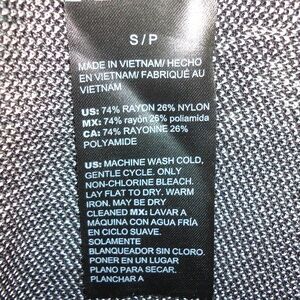 S / P
MADE IN VIETNAM/ HECHO
EN VIETNAM/ FABRIQUÉ AU
VIETNAM
US: 74% RAYON 26% NYLON
MX: 74% rayón 26% poliamida
CA: 74% RAYONNE 26%
POLYAMIDE
US: MACHINE WASH COLD,
GENTLE CYCLE. ONLY
NON-CHLORINE BLEACH.
LAY FLAT TO DRY. WARM
IRON. MAY BE DRY
CLEANED MX: LAVAR A
MÁQUINA CON AGUA FRÍA
EN CICLO SUAVE.
SOLAMENTE
BLANQUEADOR SIN CLORO.
PONER EN UN LUGAR
PLANO PARA SECAR.
PLANCHAR A